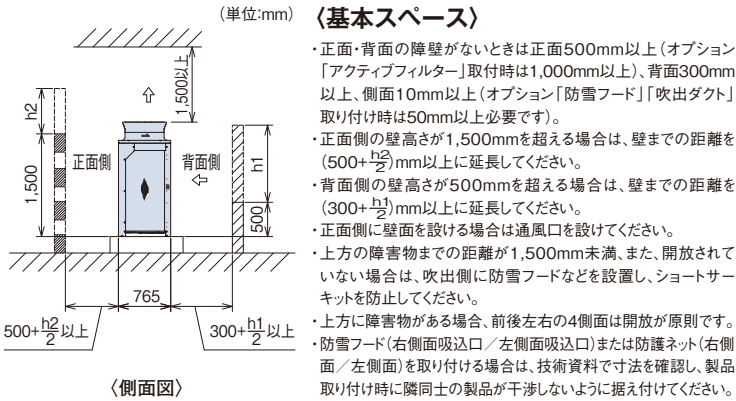 (単位:mm)
1,500以上
h2
1,500
正面側
背面側
h1
500
765
500+h2/2以上
300+h1/2以上
〈側面図〉
〈基本スペース〉
・正面・背面の障壁がないときは正面500mm以上(オプション
「アクティブフィルター」取付時は1,000mm以上)、背面300mm
以上、側面10mm以上(オプション「防雪フード」「吹出ダクト」
取り付け時は50mm以上必要です)。
・正面側の壁高さが1,500mmを超える場合は、壁までの距離を
(500+h2/2)mm以上に延長してください。
・背面側の壁高さが500mmを超える場合は、壁までの距離を
(300+h1/2)mm以上に延長してください。
・正面側に壁面を設ける場合は通風口を設けてください。
・上方の障害物までの距離が1,500mm未満、また、開放されて
いない場合は、吹出側に防雪フードなどを設置し、ショートサー
キットを防止してください。
・上方に障害物がある場合、前後左右の4側面は開放が原則です。
・防雪フード(右側面吸込口/左側面吸込口)または防護ネット(右側
面/左側面)を取り付ける場合は、技術資料で寸法を確認し、製品
取り付け時に隣同士の製品が干渉しないように据え付けてください。